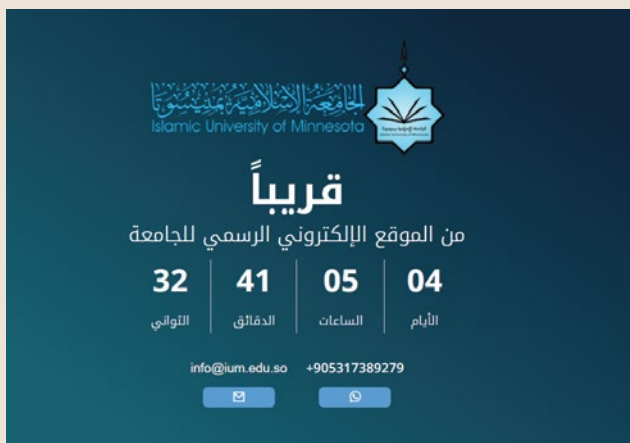 الجامعة الإسلامية بمنيسوتا
Islamic University of Minnesota
قريباً
من الموقع الإلكتروني الرسمي للجامعة
04 05 41 32
الأيام الساعات الدقائق الثواني
info@ium.edu.so +905317389279